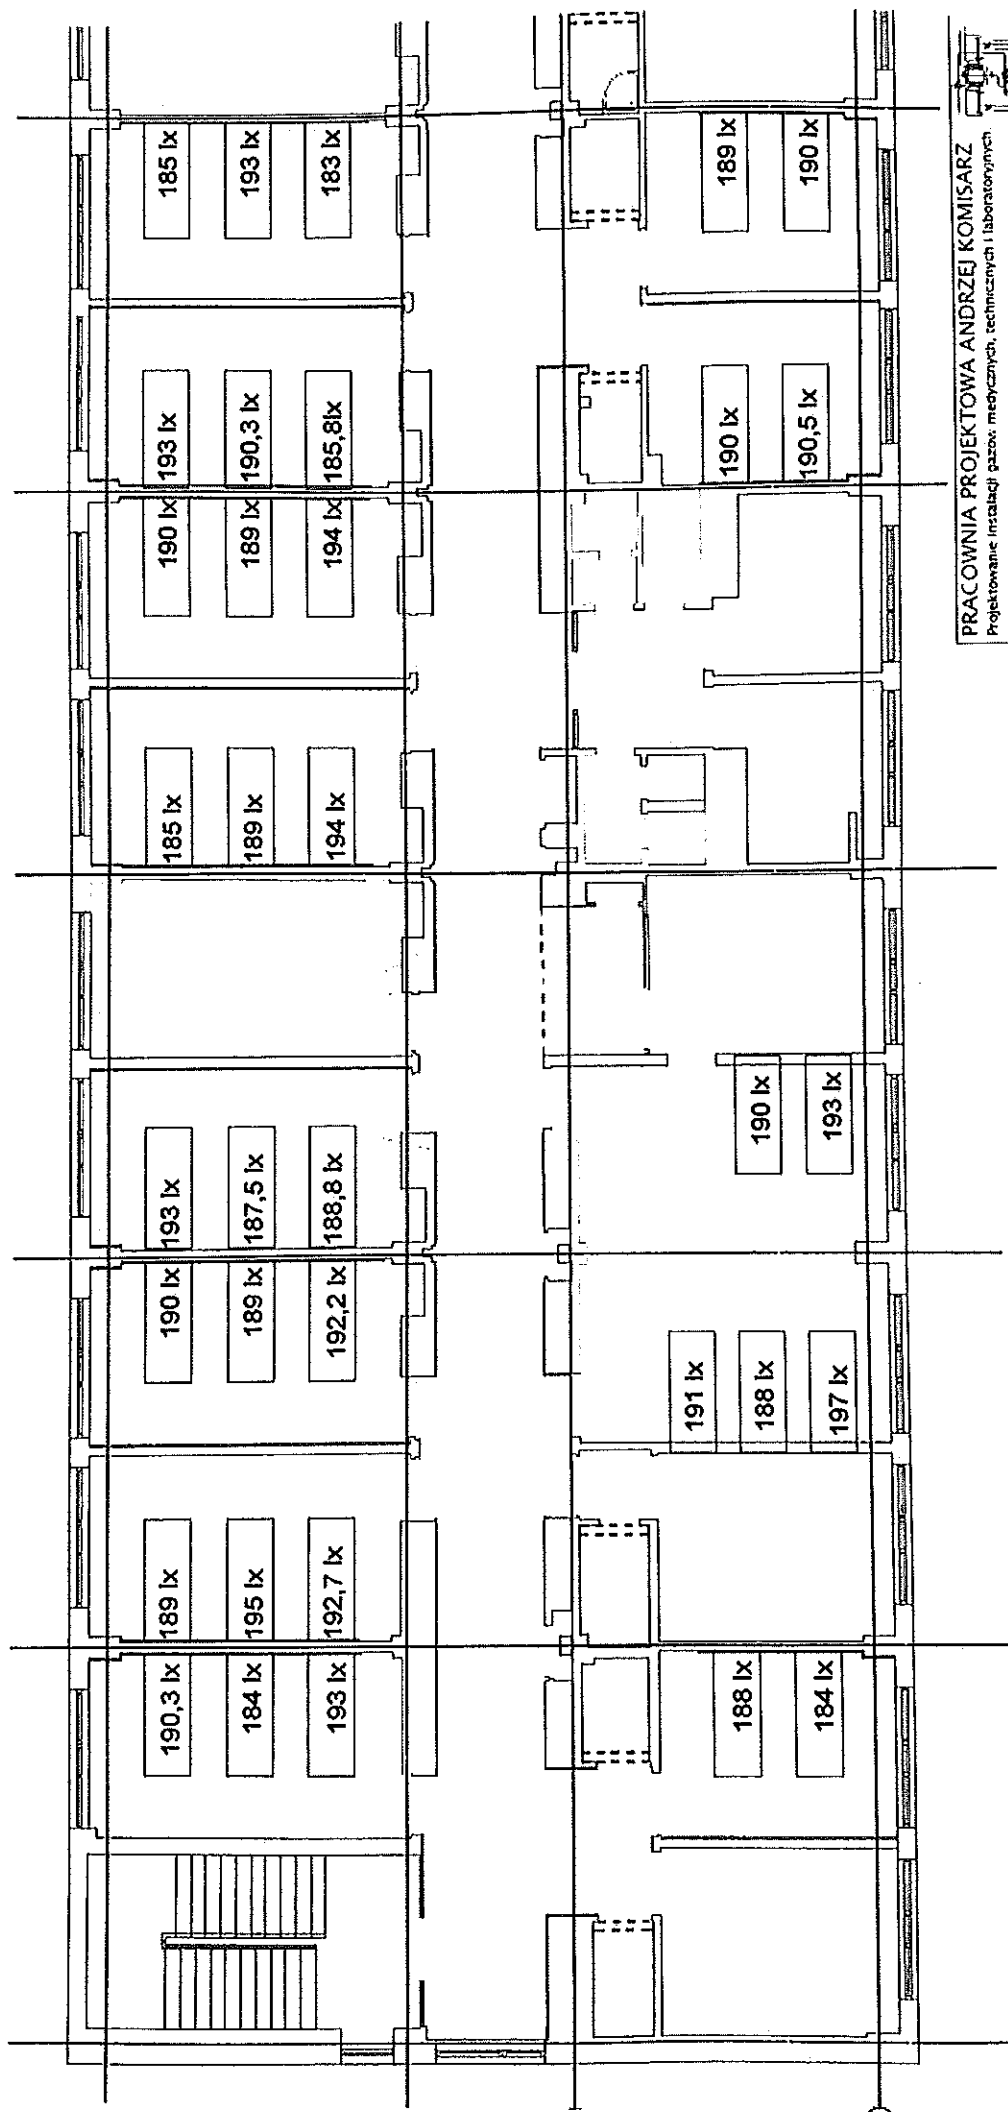 190,3 lx
184 lx
193 lx
189 lx
195 lx
192,7 lx
190 lx
189 lx
192,2 lx
193 lx
187,5 lx
188,8 lx
185 lx
189 lx
194 lx
190 lx
189 lx
194 lx
193 lx
190,3 lx
185,8lx
185 lx
193 lx
183 lx
188 lx
184 lx
191 lx
188 lx
197 lx
190 lx
193 lx
190 lx
190,5 lx
189 lx
190 lx
PRACOWNIA PROJEKTOWA ANDRZEJ KOMISARZ
Projektowanie instalacji gazów medycznych, technicznych i laboratoryjnych